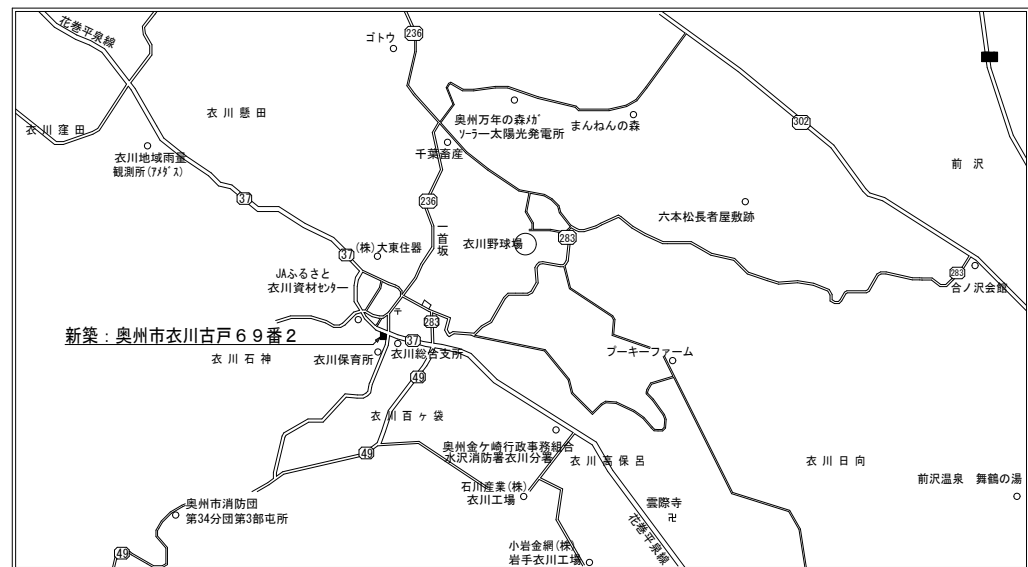 花巻平泉線
236
ゴトウ
302
衣川懸田
衣川窪田
奥州万年の森メガ
ソーラー太陽光発電所
まんねんの森
千葉畜産
前沢
衣川地域雨量
観測所(アメダス)
37
236
六本松長者屋敷跡
一首坂
衣川野球場
283
37
(株)大東住器
JAふるさと
衣川資材センター
283
合ノ沢会館
〒
283
新築：奥州市衣川古戸６９番２
37
衣川石神
衣川保育所
衣川総合支所
プーキーファーム
49
衣川百ヶ袋
奥州金ケ崎行政事務組合
水沢消防署衣川分署
49
衣川高保呂
衣川日向
石川産業(株)
衣川工場
前沢温泉　舞鶴の湯
奥州市消防団
第34分団第3部屯所
雲際寺
卍
花巻平泉線
小岩金網(株)
岩手衣川工場
49